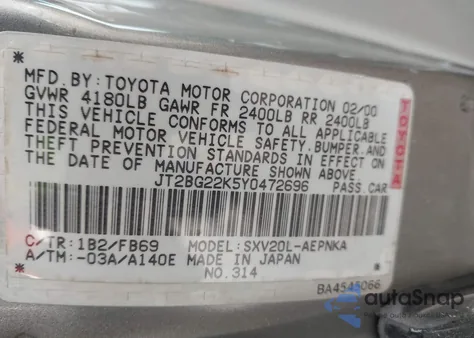 MFD. BY: TOYOTA MOTOR CORPORATION 02/00
GVWR 4180LB GAWR FR 2400LB RR 2400LB
THIS VEHICLE CONFORMS TO ALL APPLICABLE
FEDERAL MOTOR VEHICLE SAFETY, BUMPER, AND
THEFT PREVENTION STANDARDS IN EFFECT ON
THE DATE OF MANUFACTURE SHOWN ABOVE.
JT2BG22K5Y0472696 PASS. CAR
C/TR: 1B2/FB69 MODEL: SXV20L-AEPNKA
A/TM: -03A/A140E MADE IN JAPAN
NO. 314
BA4545066
TOYOTA
autoSnap